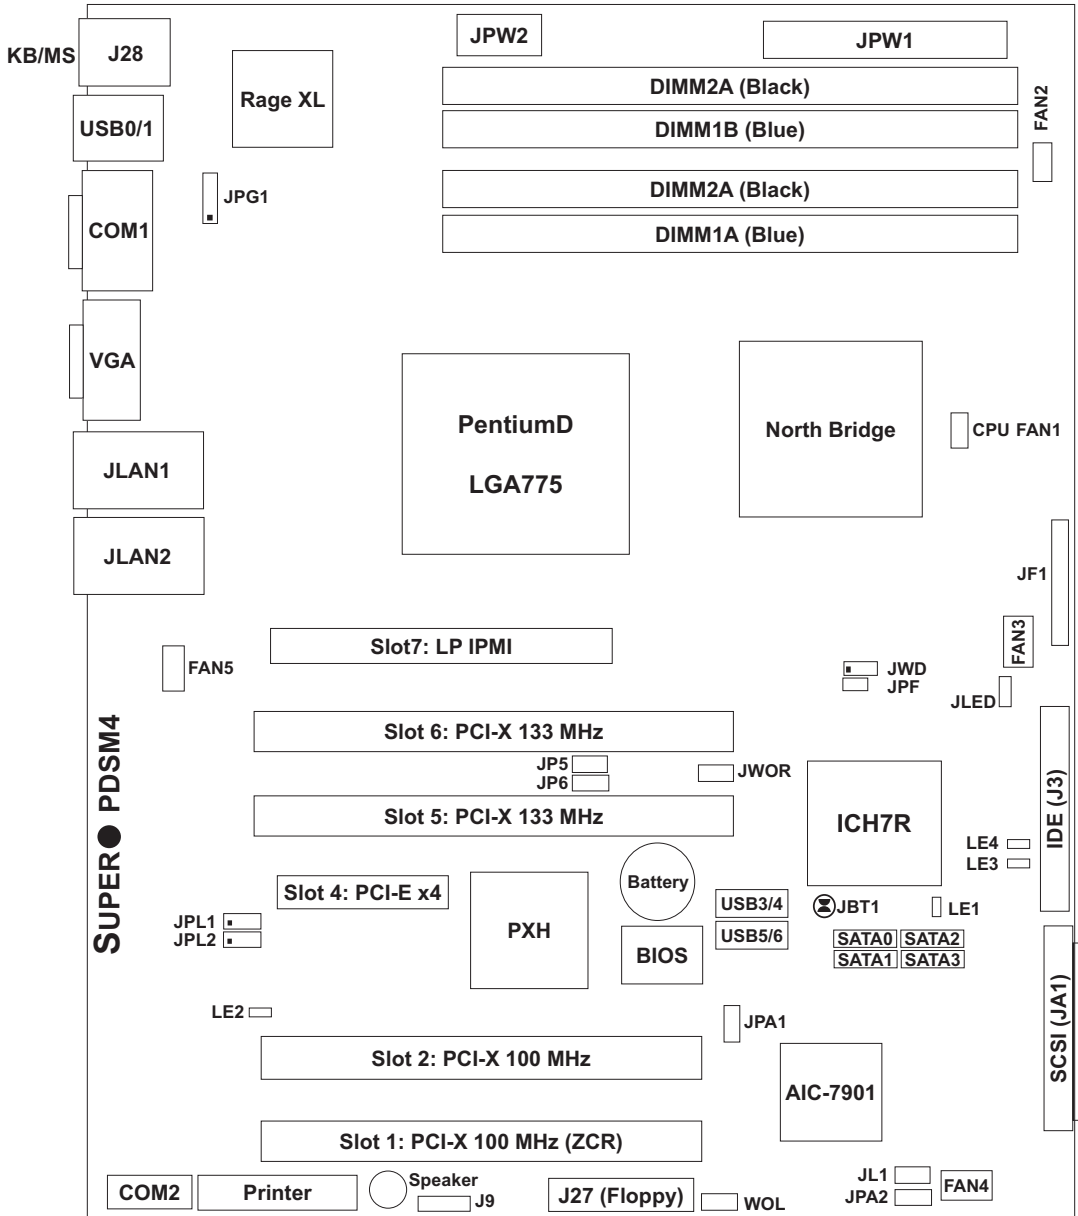 KB/MS
J28
JPW2
JPW1
Rage XL
DIMM2A (Black)
FAN2
USB0/1
DIMM1B (Blue)
JPG1
DIMM2A (Black)
COM1
DIMM1A (Blue)
VGA
PentiumD
LGA775
North Bridge
CPU FAN1
JLAN1
JLAN2
JF1
Slot7: LP IPMI
FAN3
FAN5
JWD
JPF
JLED
Slot 6: PCI-X 133 MHz
JP5
JP6
JWOR
SUPER PDSM4
IDE (J3)
Slot 5: PCI-X 133 MHz
ICH7R
LE4
LE3
Battery
Slot 4: PCI-E x4
USB3/4
JBT1
LE1
JPL1
JPL2
PXH
USB5/6
SATA0
SATA2
BIOS
SATA1
SATA3
LE2
JPA1
SCSI (JA1)
Slot 2: PCI-X 100 MHz
AIC-7901
Slot 1: PCI-X 100 MHz (ZCR)
COM2
Printer
Speaker
J9
J27 (Floppy)
WOL
JL1
JPA2
FAN4